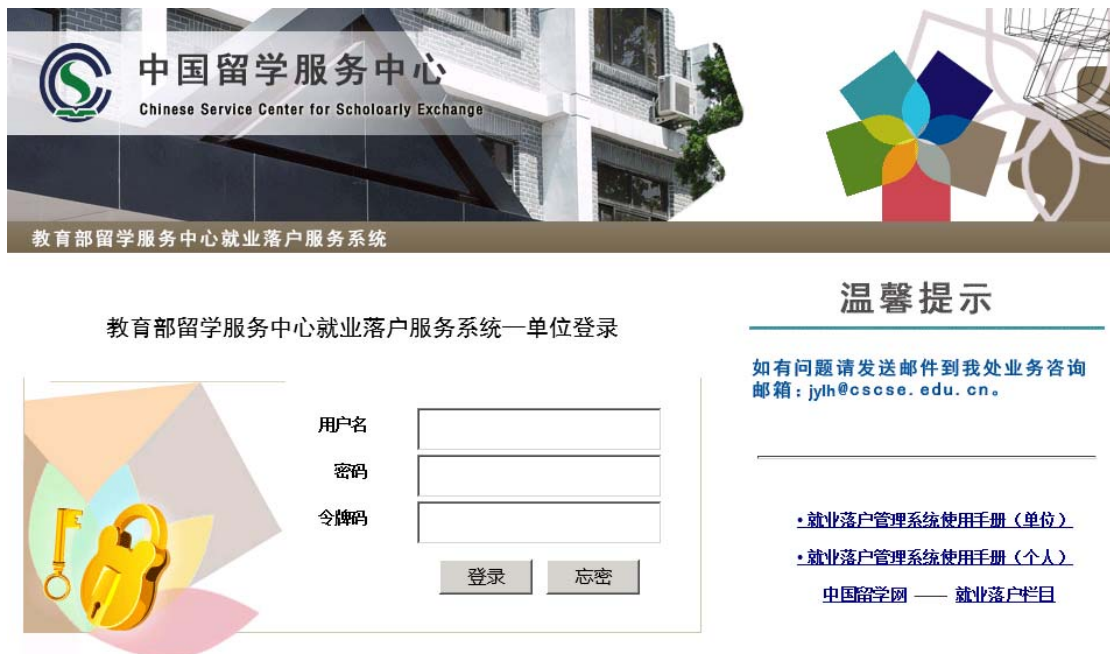 中国留学服务中心
Chinese Service Center for Scholoarly Exchange
教育部留学服务中心就业落户服务系统
教育部留学服务中心就业落户服务系统—单位登录
用户名
密码
令牌码
登录 忘密
温馨提示
如有问题请发送邮件到我处业务咨询
邮箱：jylh@cscse.edu.cn。
•就业落户管理系统使用手册（单位）
•就业落户管理系统使用手册（个人）
中国留学网 —— 就业落户栏目